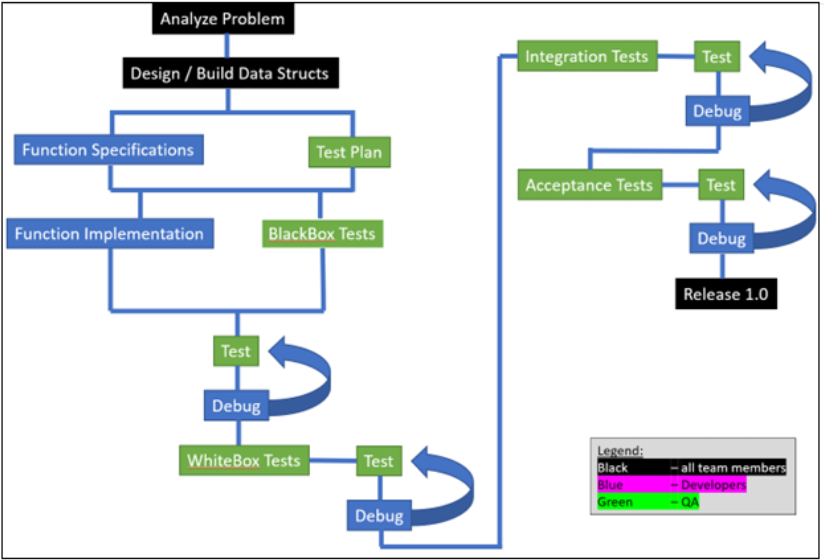 Analyze Problem
Design / Build Data Structs
Function Specifications
Test Plan
Function Implementation
BlackBox Tests
Test
Debug
WhiteBox Tests
Test
Debug
Integration Tests
Test
Debug
Acceptance Tests
Test
Debug
Release 1.0
Legend:
Black – all team members
Blue – Developers
Green – QA